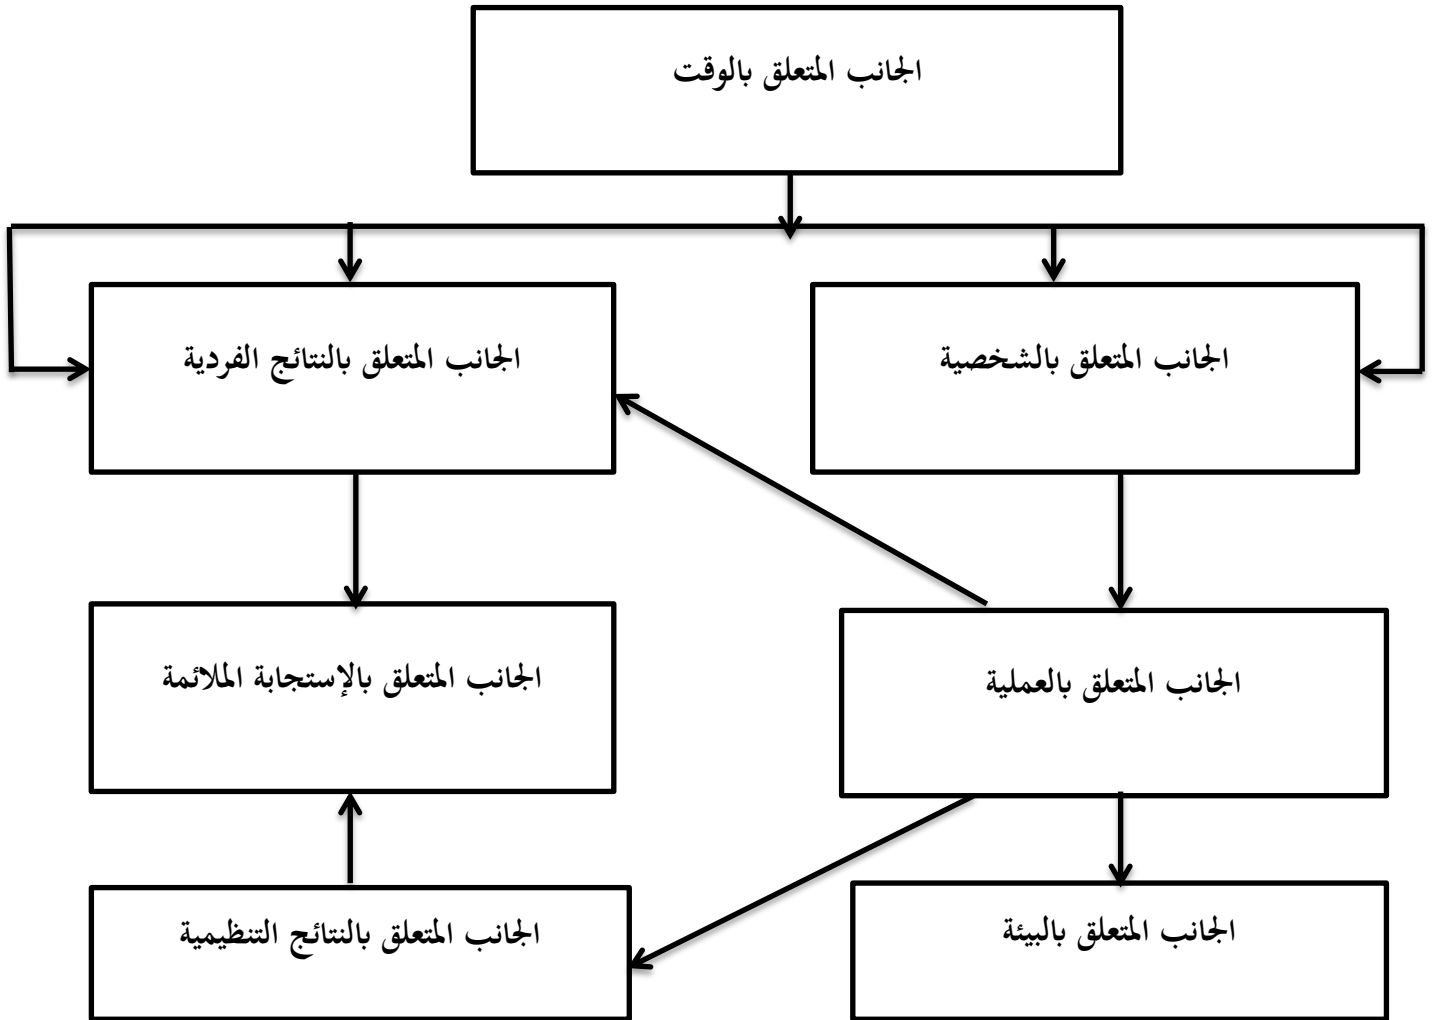 الجانب المتعلق بالوقت
الجانب المتعلق بالشخصية
الجانب المتعلق بالنتائج الفردية
الجانب المتعلق بالعملية
الجانب المتعلق بالإستجابة الملائمة
الجانب المتعلق بالبيئة
الجانب المتعلق بالنتائج التنظيمية